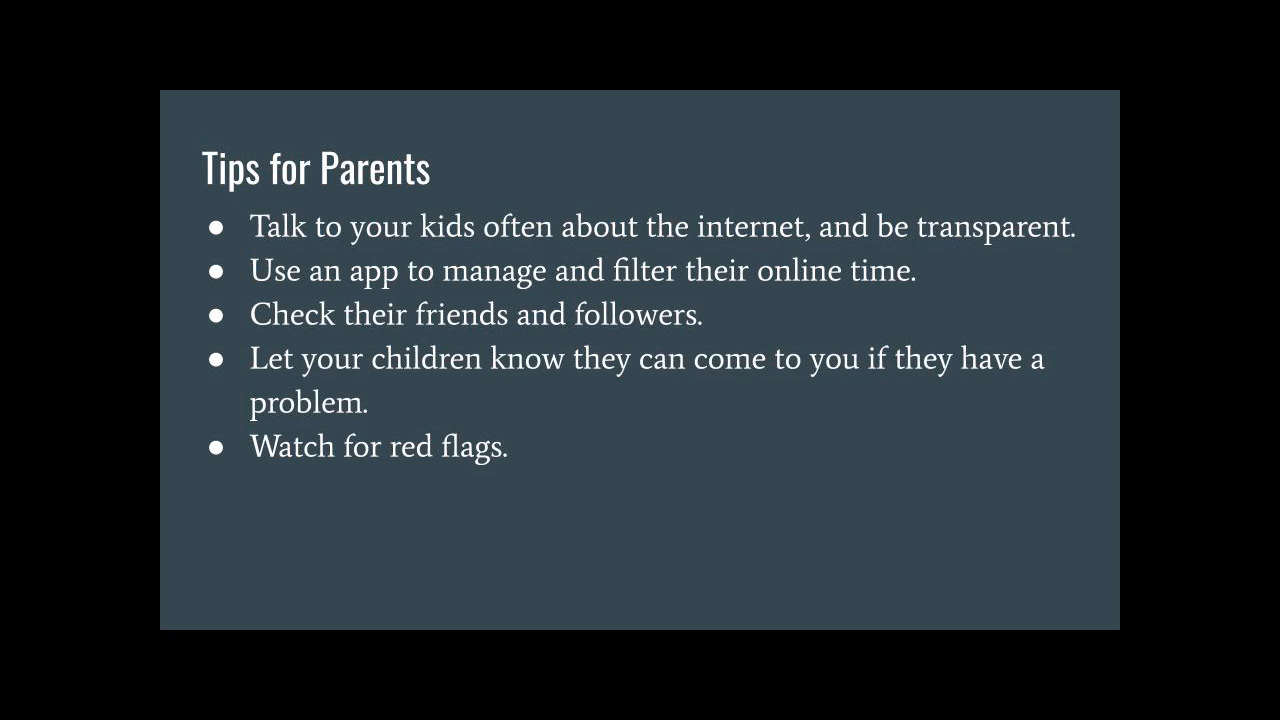 Tips for Parents
● Talk to your kids often about the internet, and be transparent.
● Use an app to manage and filter their online time.
● Check their friends and followers.
● Let your children know they can come to you if they have a
problem.
● Watch for red flags.